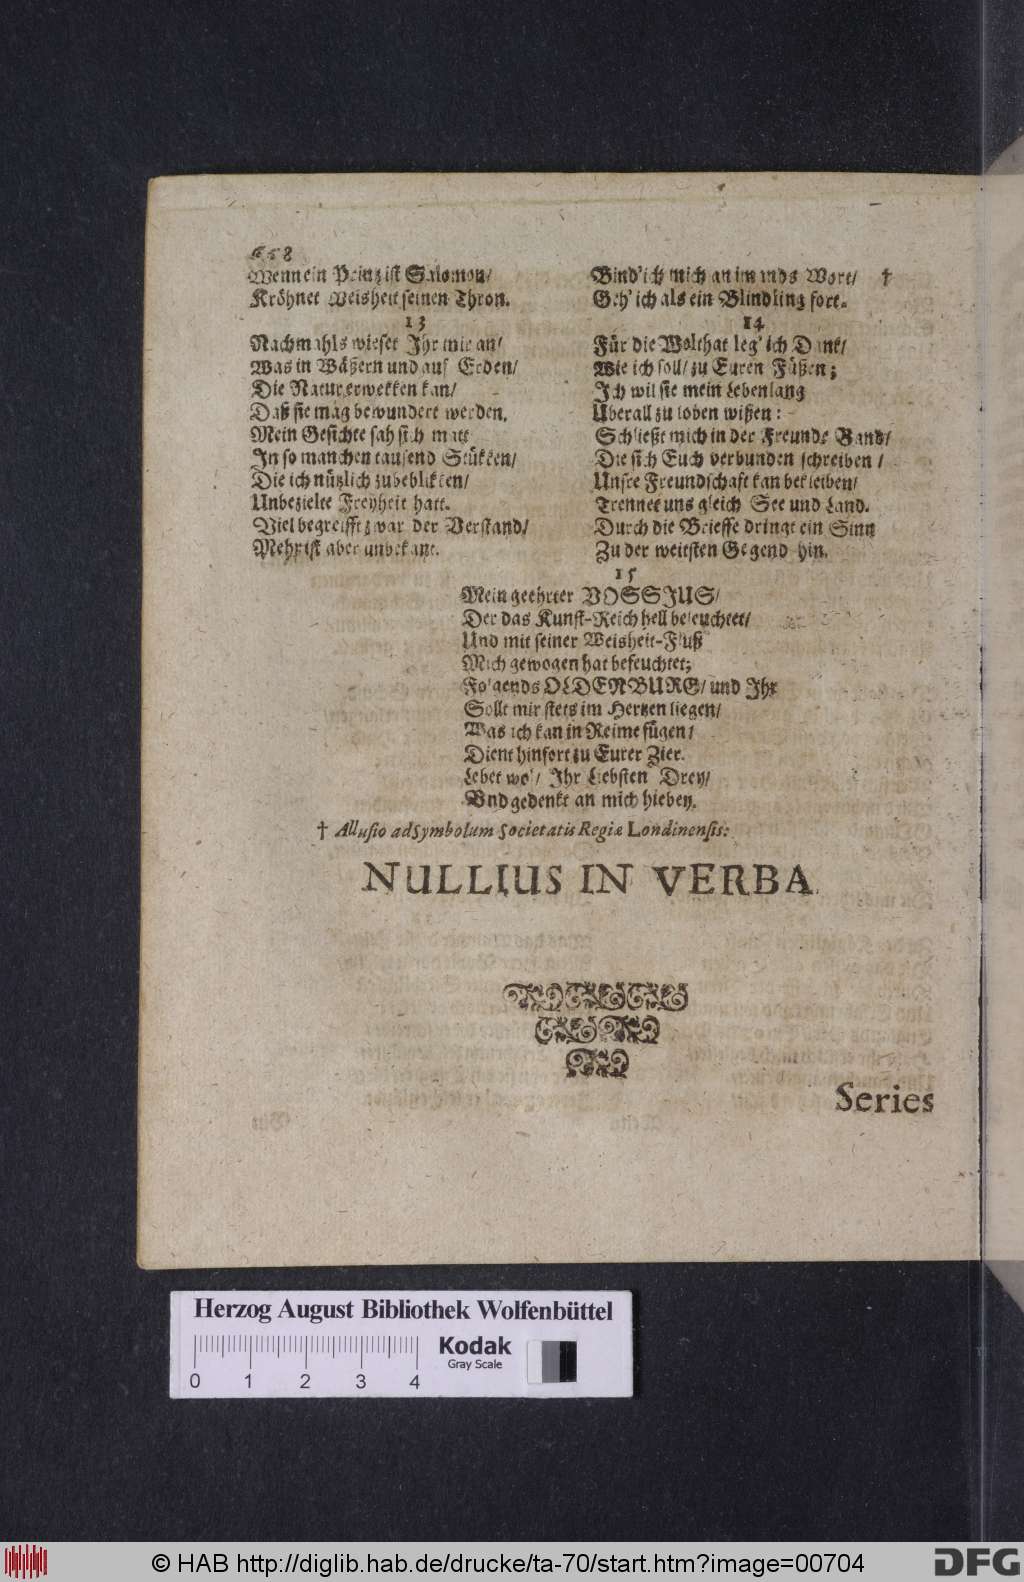 658
Wenn ein Prinz ist Salomon/
Kröhnet Weisheit seinen Thron.
13
Nachmahls wieset Ihr mir an/
Was in Wäßern und auf Erden/
Die Natur erwekken kan/
Daß sie mag bewundert werden.
Mein Gesichte sah sich matt
In so manchen tausend Stükken/
Die ich nützlich zubeblikken/
Unbezielte Freyheit hatt.
Viel begreifft zwar der Verstand/
Mehr ist aber unbekant.
Bind' ich mich an im mds Wort/ †
Geh' ich als ein Blindling fort.
14
Für die Wolthat leg' ich Dank/
Wie ich soll/ zu Euren Füßen;
Ich wil sie mein Lebenlang
Uberall zu loben wißen:
Schließt mich in der Freunde Band/
Die sich Euch verbunden schreiben/
Unsre Freundschaft kan bekleiben/
Trennet uns gleich See und Land.
Durch die Brieffe dringt ein Sinn
Zu der weitsten Gegend hin.
15
Mein geehrter VOSSJUS/
Der das Kunst-Reich hell beleuchtet/
Und mit seiner Weisheit-Fluß
Mich gewogen hat befeuchtet;
Folgends OLDENBURG/ und Ihr
Sollt mir stets im Hertzen liegen/
Was ich kan in Reime fügen/
Dient hinfort zu Eurer Zier.
Lebet wol/ Ihr Liebsten Drey/
Und gedenkt an mich hiebey.
† Allusio ad Symbolum Societatis Regiæ Londinensis:
NULLIUS IN VERBA.
Series
Herzog August Bibliothek Wolfenbüttel
Kodak
Gray Scale
0 1 2 3 4
© HAB http://diglib.hab.de/drucke/ta-70/start.htm?image=00704
DFG